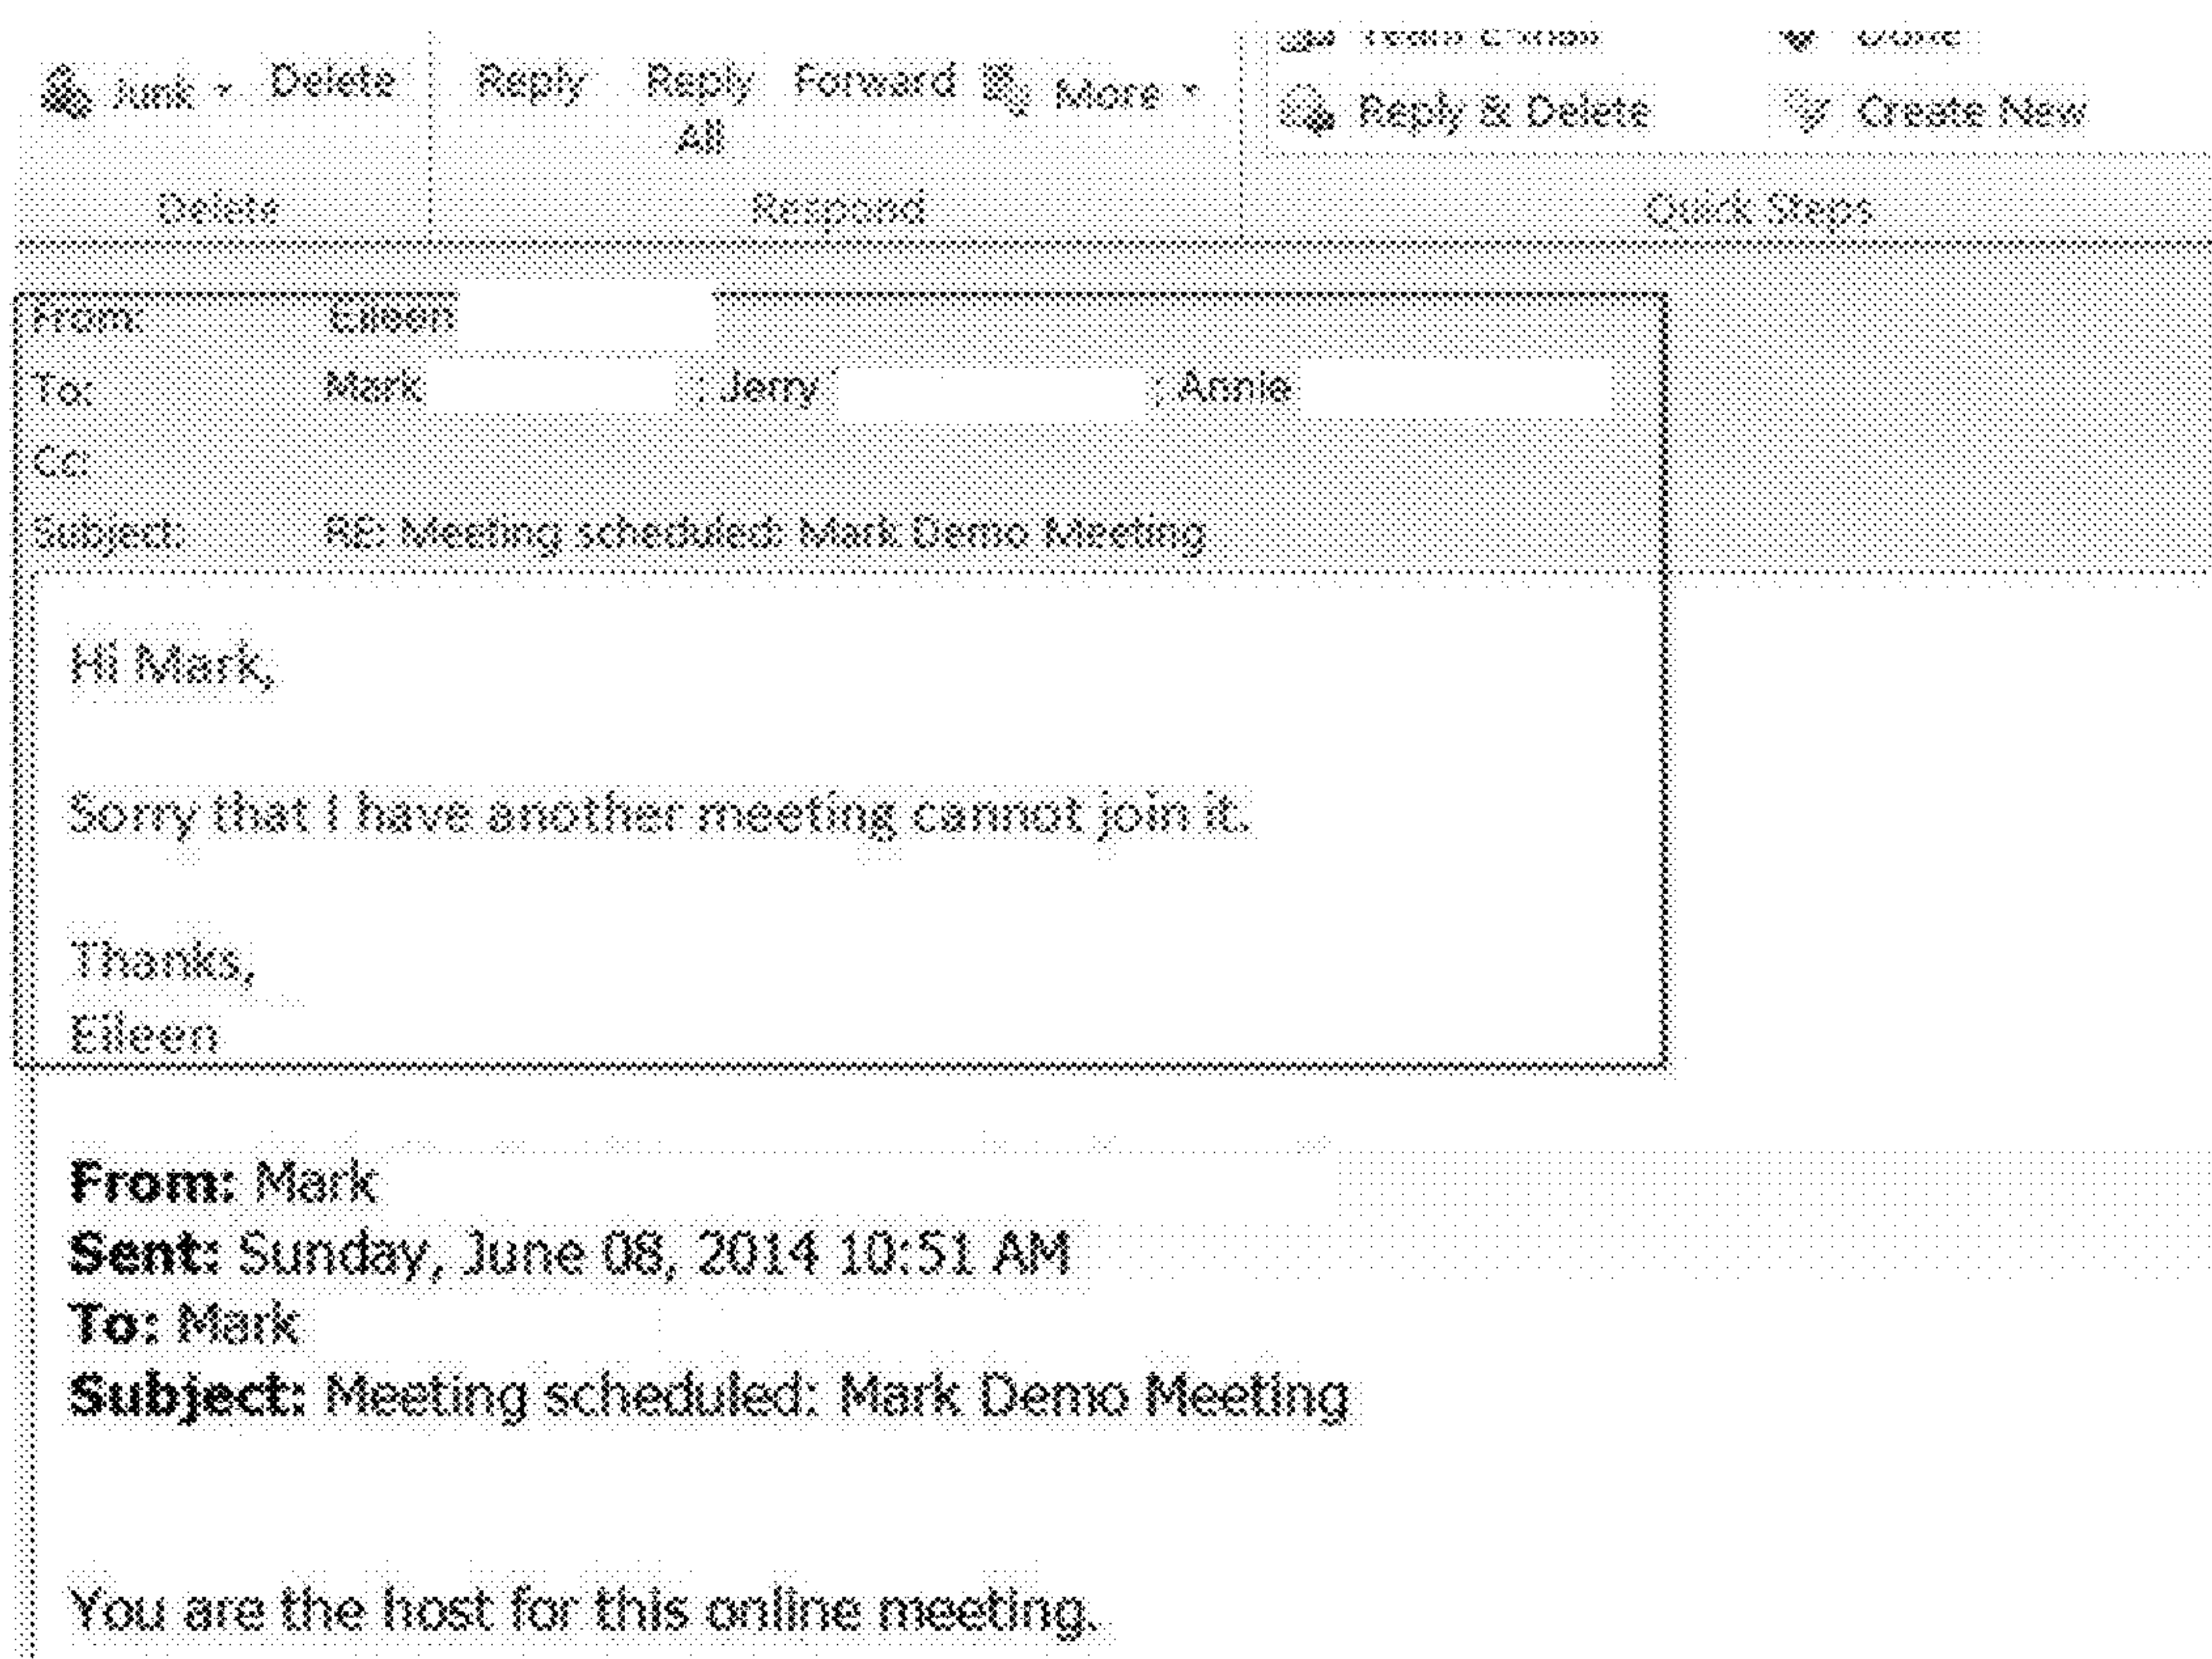 Junk Delete Reply Reply All Forward More
Reply & Delete Create New
Delete Respond Quick Steps
From: Eileen
To: Mark ; Jerry ; Annie
Cc:
Subject: RE: Meeting scheduled: Mark Demo Meeting
Hi Mark,
Sorry that I have another meeting cannot join it.
Thanks,
Eileen
From: Mark
Sent: Sunday, June 08, 2014 10:51 AM
To: Mark
Subject: Meeting scheduled: Mark Demo Meeting
You are the host for this online meeting.